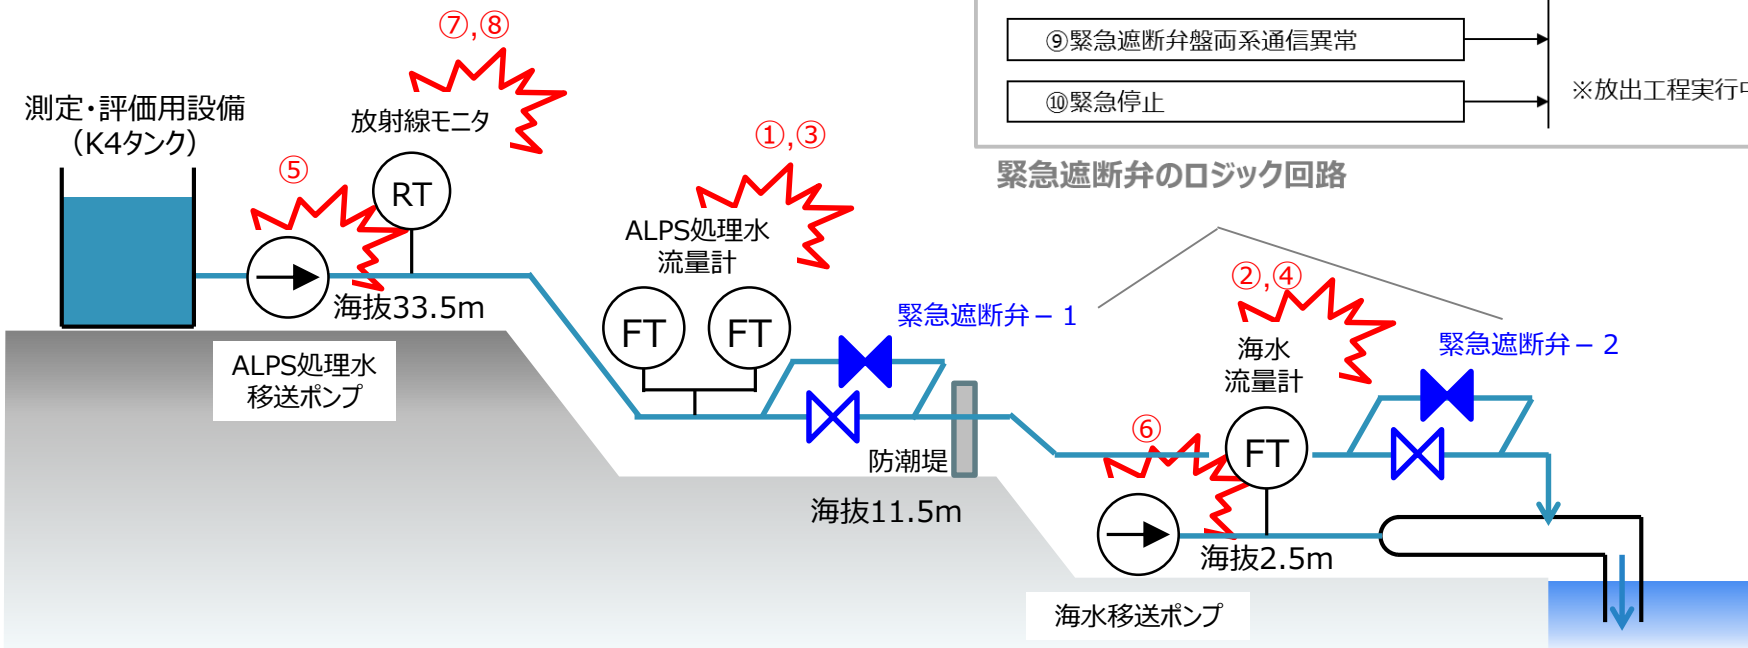 ⑨緊急遮断弁盤両系通信異常
⑩緊急停止
※放出工程実行
緊急遮断弁のロジック回路
⑦,⑧
放射線モニタ
RT
測定・評価用設備
(K4タンク)
⑤
①,③
ALPS処理水
流量計
FT
FT
海抜33.5m
ALPS処理水
移送ポンプ
緊急遮断弁－1
防潮堤
海抜11.5m
②,④
海水
流量計
FT
緊急遮断弁－2
⑥
海抜2.5m
海水移送ポンプ